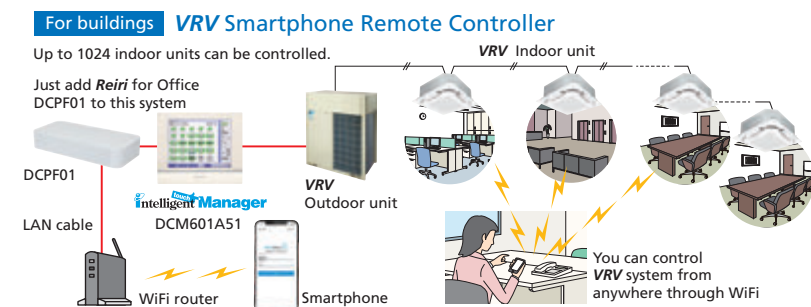 For buildings VRV Smartphone Remote Controller
Up to 1024 indoor units can be controlled.
VRV Indoor unit
Just add Reiri for Office
DCPF01 to this system
DCPF01
intelligent touch Manager
DCM601A51
VRV
Outdoor unit
LAN cable
WiFi router
Smartphone
You can control
VRV system from
anywhere through WiFi